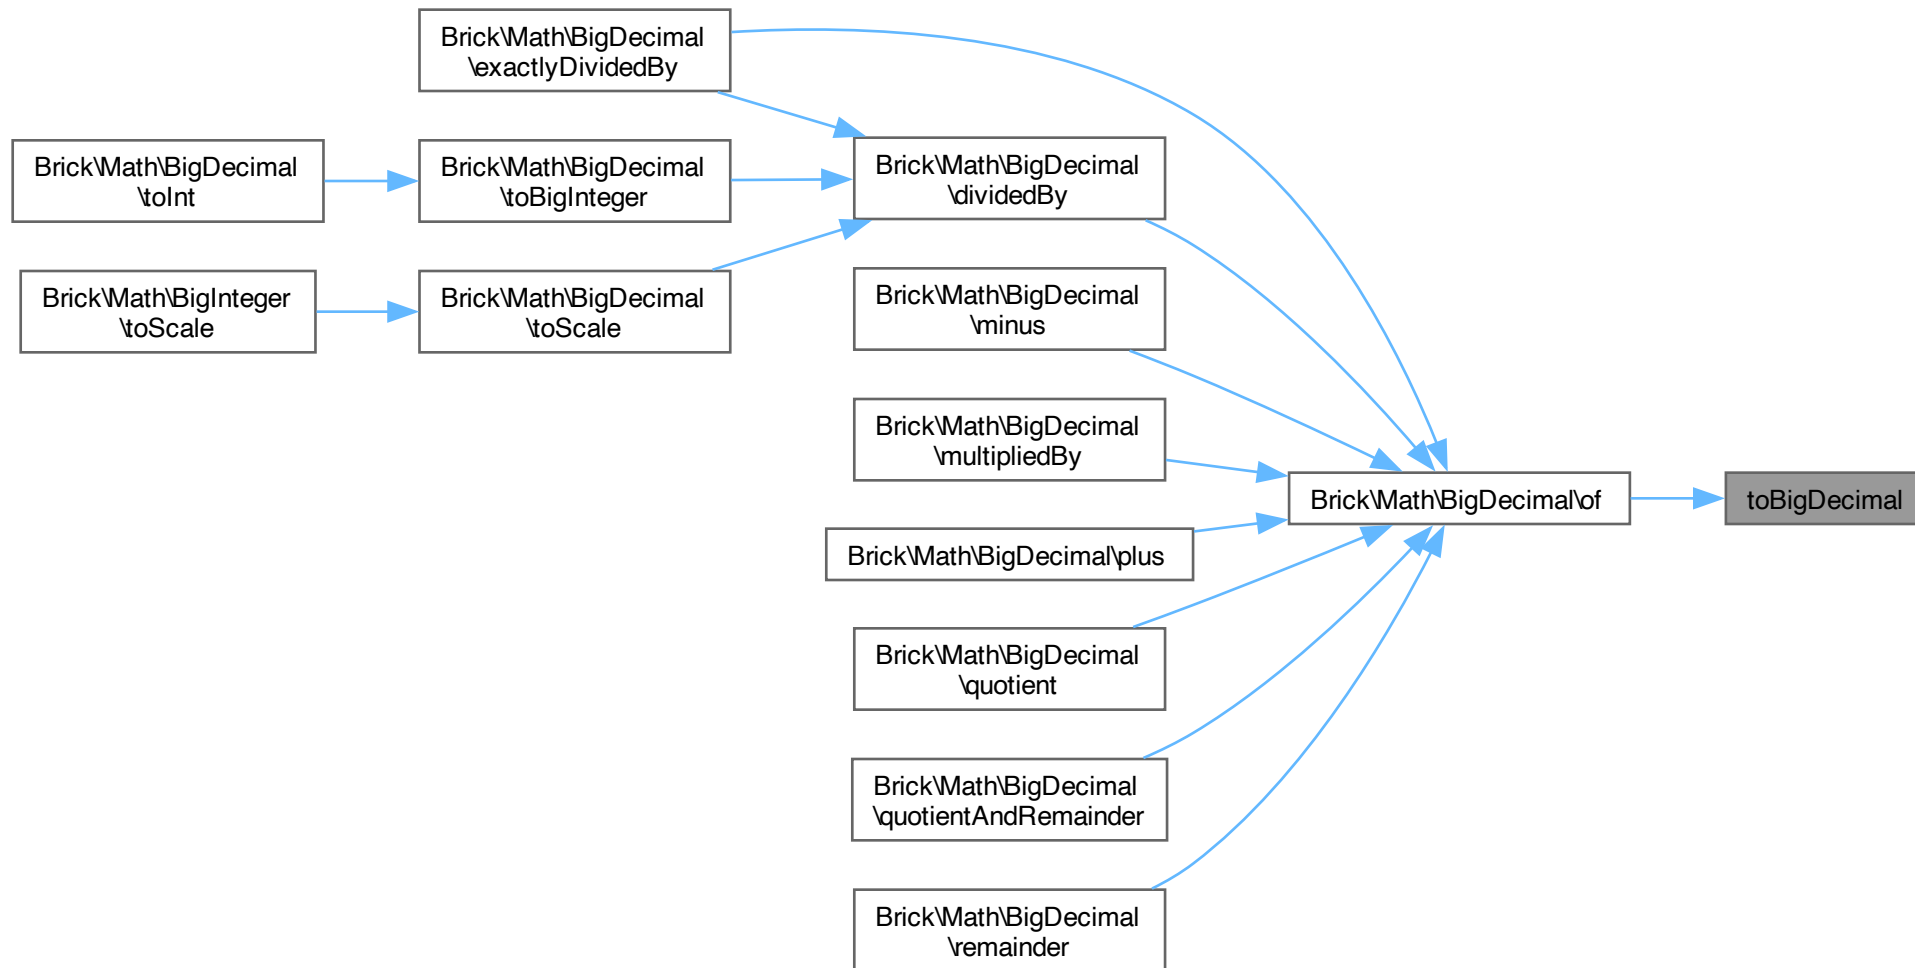 Brick\Math\BigDecimal
\exactlyDividedBy
Brick\Math\BigDecimal
\toInt
Brick\Math\BigDecimal
\toBigInteger
Brick\Math\BigDecimal
\dividedBy
Brick\Math\BigInteger
\toScale
Brick\Math\BigDecimal
\toScale
Brick\Math\BigDecimal
\minus
Brick\Math\BigDecimal
\multipliedBy
Brick\Math\BigDecimal\of
toBigDecimal
Brick\Math\BigDecimal\plus
Brick\Math\BigDecimal
\quotient
Brick\Math\BigDecimal
\quotientAndRemainder
Brick\Math\BigDecimal
\remainder